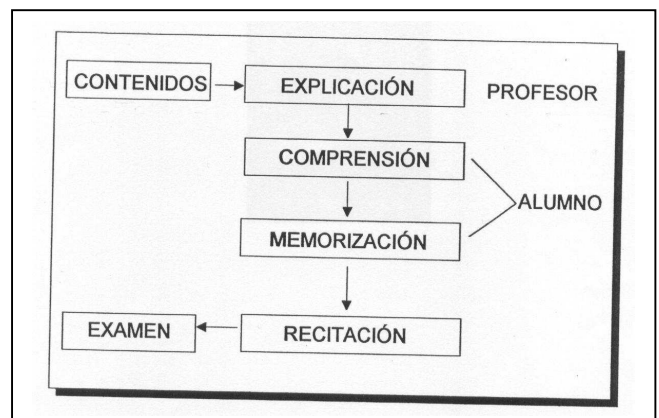 CONTENIDOS
EXPLICACIÓN
PROFESOR
COMPRENSIÓN
ALUMNO
MEMORIZACIÓN
EXAMEN
RECITACIÓN